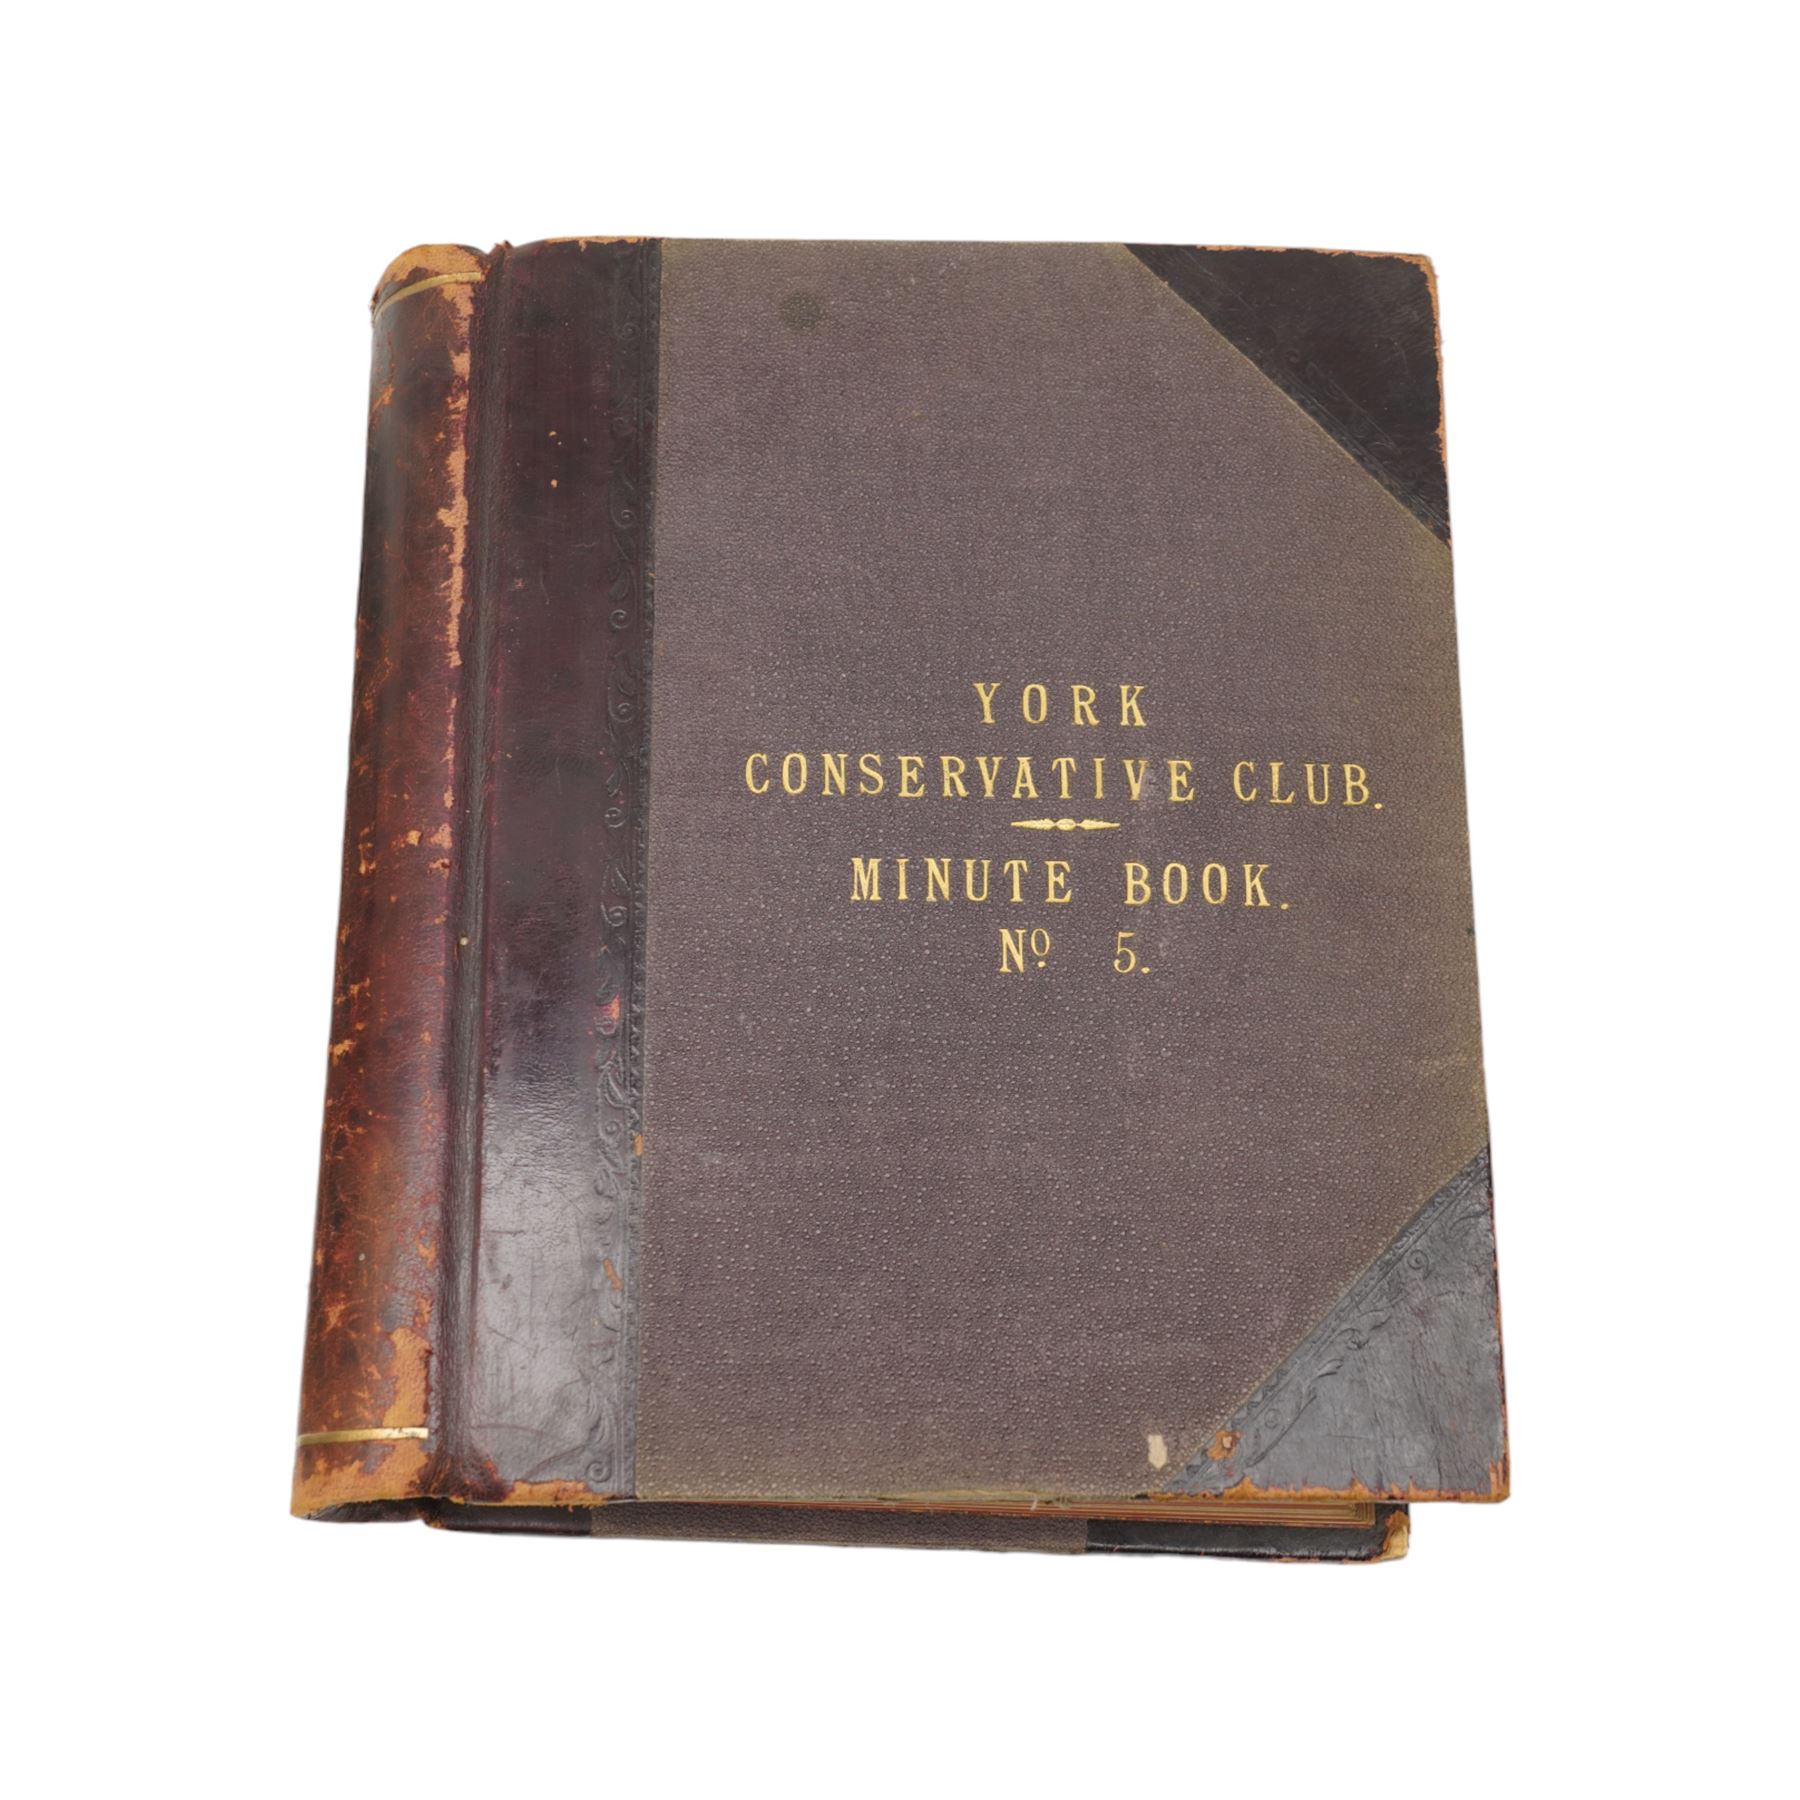 YORK
CONSERVATIVE CLUB.
MINUTE BOOK.
Nº 5.